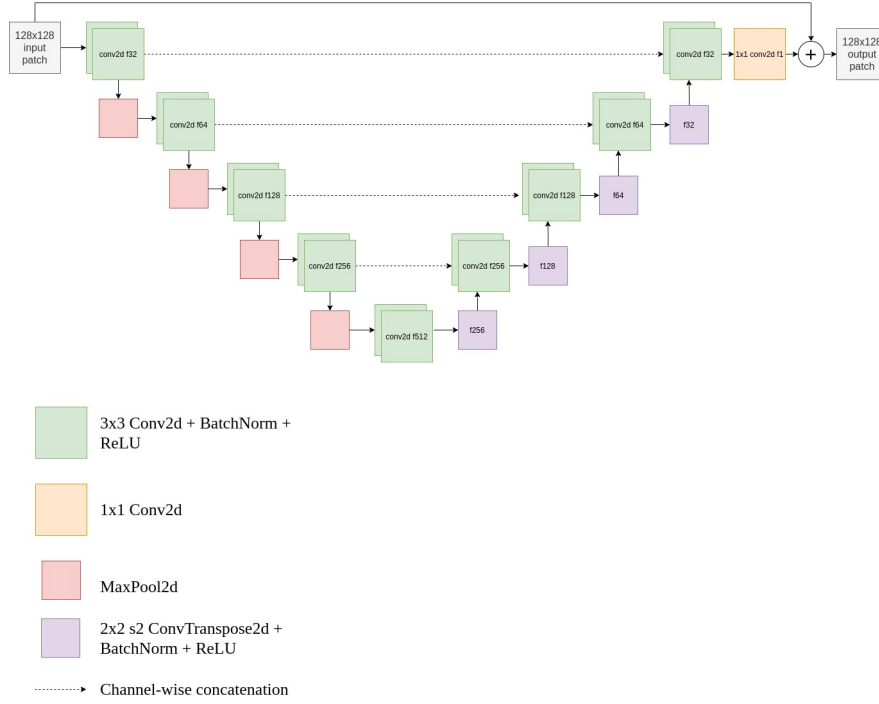 128x128
input
patch
conv2d f32
conv2d f32
1x1 conv2d f1
+
128x128
output
patch
conv2d f64
conv2d f64
f32
conv2d f128
conv2d f128
f64
conv2d f256
conv2d f256
f128
conv2d f512
f256
3x3 Conv2d + BatchNorm +
ReLU
1x1 Conv2d
MaxPool2d
2x2 s2 ConvTranspose2d +
BatchNorm + ReLU
Channel-wise concatenation